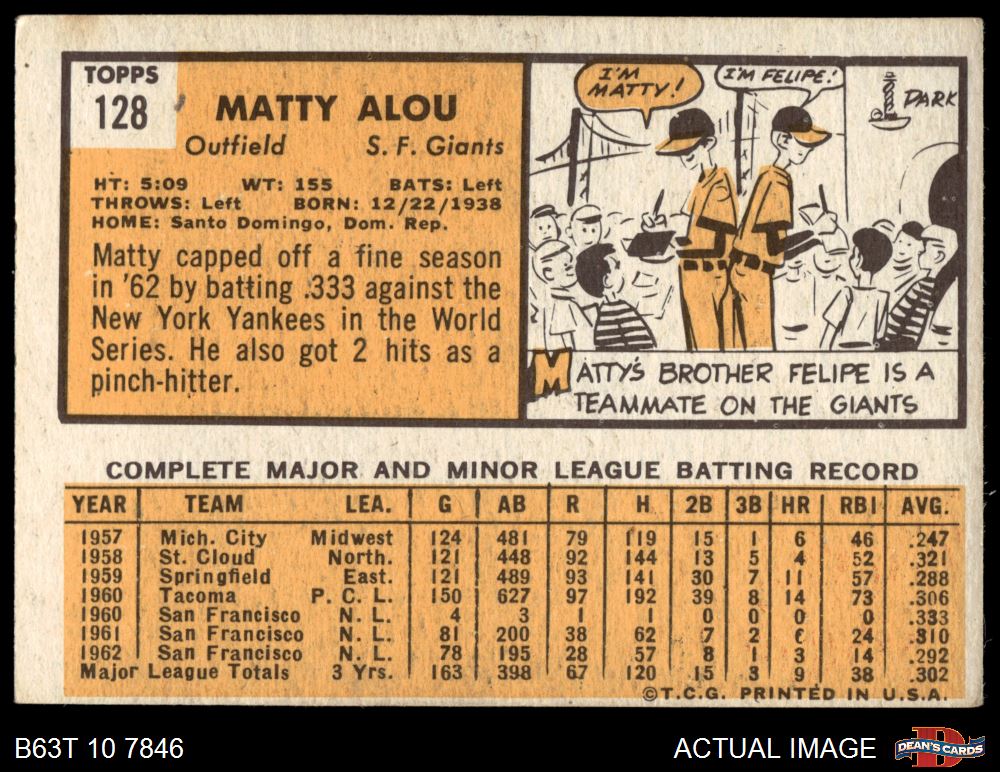 TOPPS
128
MATTY ALOU
Outfield S. F. Giants
HT: 5:09 WT: 155 BATS: Left
THROWS: Left BORN: 12/22/1938
HOME: Santo Domingo, Dom. Rep.
Matty capped off a fine season
in '62 by batting .333 against the
New York Yankees in the World
Series. He also got 2 hits as a
pinch-hitter.
I'M
MATTY!
I'M FELIPE!
PARK
MATTY'S BROTHER FELIPE IS A
TEAMMATE ON THE GIANTS
COMPLETE MAJOR AND MINOR LEAGUE BATTING RECORD
YEAR TEAM LEA. G AB R H 2B 3B HR RBI AVG.
1957 Mich. City Midwest 124 481 79 119 15 1 6 46 .247
1958 St. Cloud North. 121 448 92 144 13 5 4 52 .321
1959 Springfield East. 121 489 93 141 30 7 11 57 .288
1960 Tacoma P. C. L. 150 627 97 192 39 8 14 73 .306
1960 San Francisco N. L. 4 3 1 1 0 0 0 0 .333
1961 San Francisco N. L. 81 200 38 62 7 2 6 24 .310
1962 San Francisco N. L. 78 195 28 57 8 1 3 14 .292
Major League Totals 3 Yrs. 163 398 67 120 15 3 9 38 .302
©T.C.G. PRINTED IN U.S.A.
B63T 10 7846 ACTUAL IMAGE DEAN'S CARDS